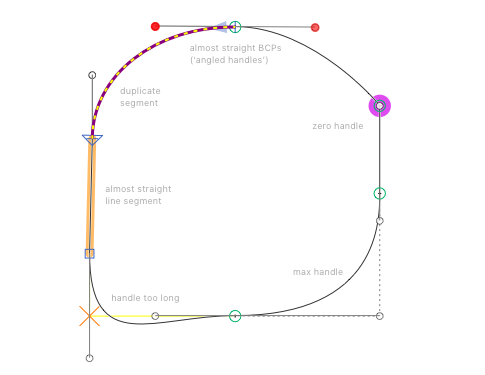 almost straight BCPs
('angled handles')
duplicate
segment
zero handle
almost straight
line segment
max handle
handle too long